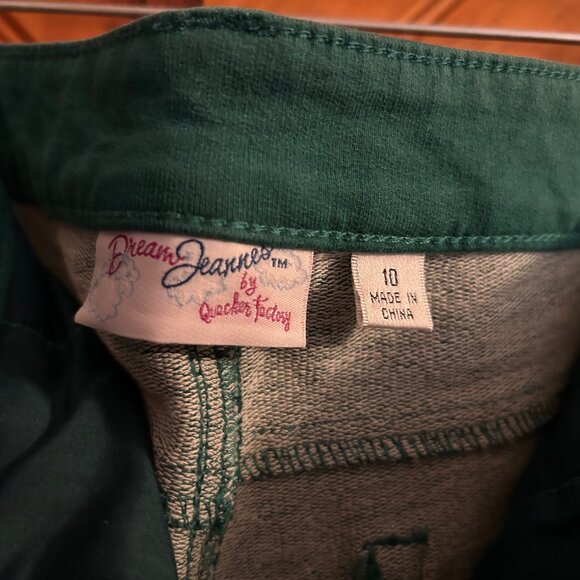 Dream Jeannes™
by
Quacker Factory
10
MADE IN
CHINA